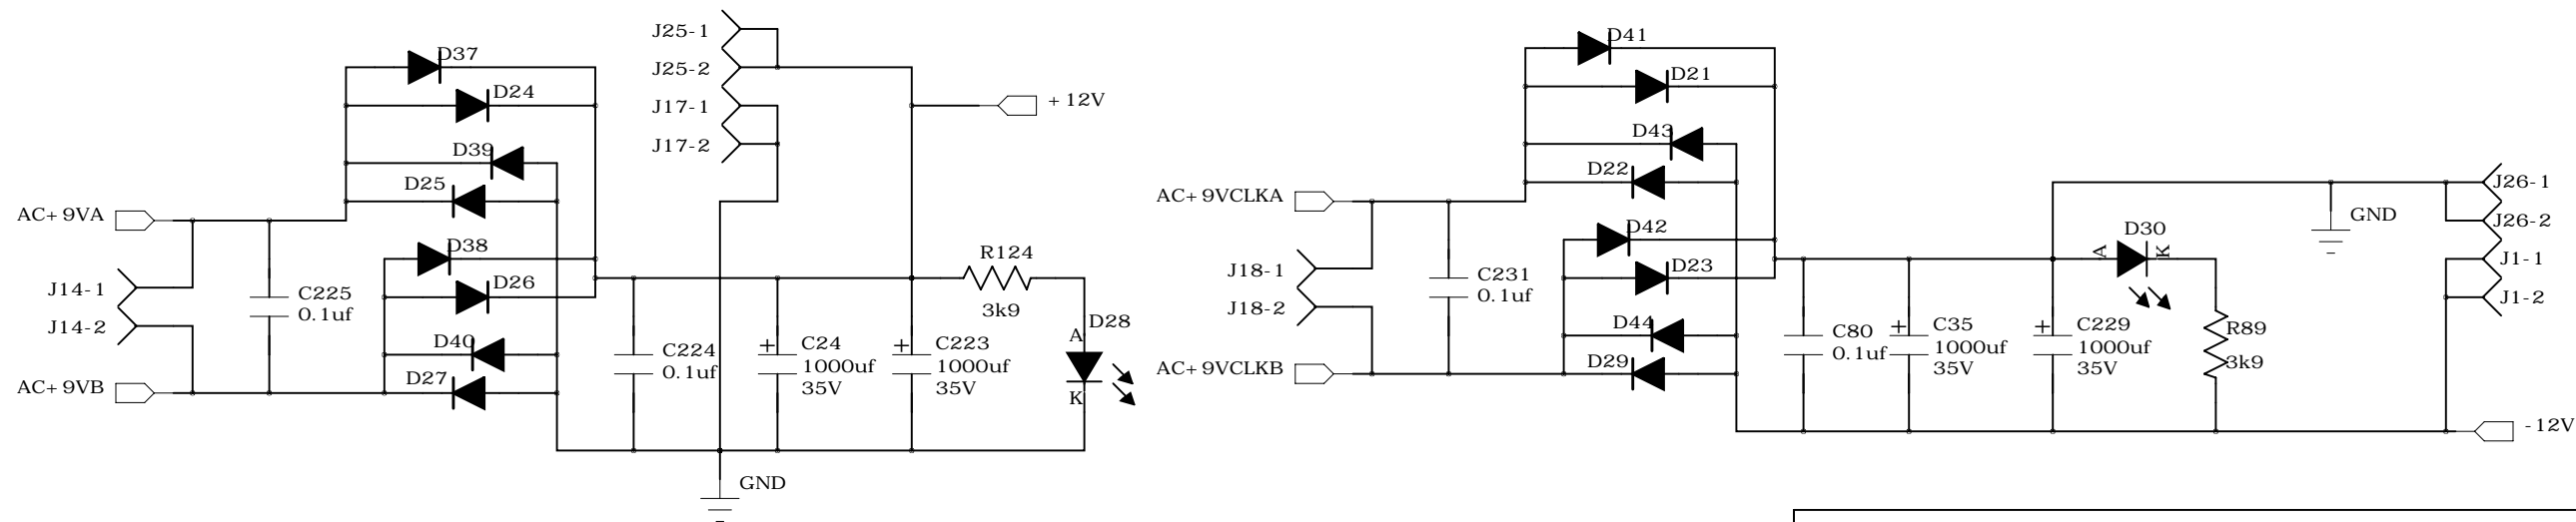 D37
D24
D39
D25
AC+9VA
D38
D26
J14-1
J14-2
C225
0.1uf
D40
D27
AC+9VB
J25-1
J25-2
J17-1
J17-2
+12V
R124
3k9
C224
0.1uf
C24
1000uf
35V
C223
1000uf
35V
A
D28
K
GND
D41
D21
D43
D22
AC+9VCLKA
D42
D23
J18-1
J18-2
C231
0.1uf
D44
D29
AC+9VCLKB
C80
0.1uf
C35
1000uf
35V
C229
1000uf
35V
A
D30
K
R89
3k9
GND
J26-1
J26-2
J1-1
J1-2
-12V